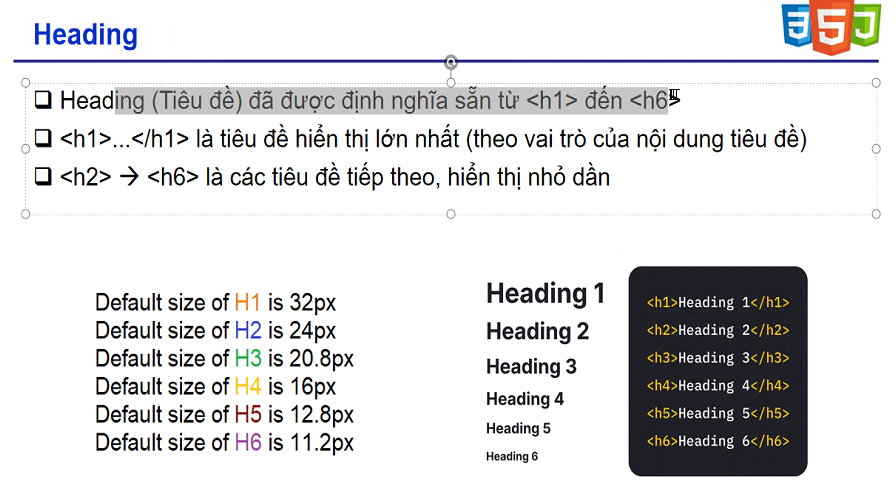 Heading
3 5 J
❑ Heading (Tiêu đề) đã được định nghĩa sẵn từ <h1> đến <h6>
❑ <h1>...</h1> là tiêu đề hiển thị lớn nhất (theo vai trò của nội dung tiêu đề)
❑ <h2> → <h6> là các tiêu đề tiếp theo, hiển thị nhỏ dần
Default size of H1 is 32px
Default size of H2 is 24px
Default size of H3 is 20.8px
Default size of H4 is 16px
Default size of H5 is 12.8px
Default size of H6 is 11.2px
Heading 1
Heading 2
Heading 3
Heading 4
Heading 5
Heading 6
<h1>Heading 1</h1>
<h2>Heading 2</h2>
<h3>Heading 3</h3>
<h4>Heading 4</h4>
<h5>Heading 5</h5>
<h6>Heading 6</h6>